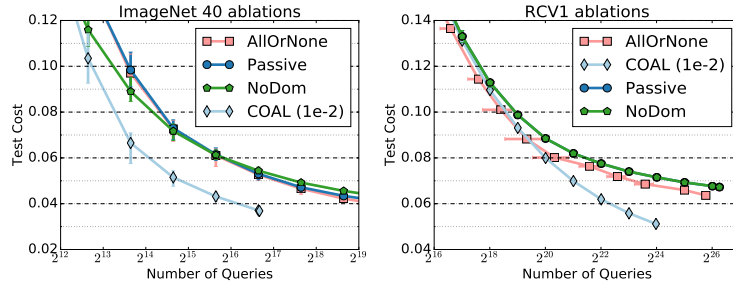 ImageNet 40 ablations
0.12
0.10
0.08
0.06
0.04
0.02
Test Cost
AllOrNone
Passive
NoDom
COAL (1e-2)
2^12 2^13 2^14 2^15 2^16 2^17 2^18 2^19
Number of Queries
RCV1 ablations
0.14
0.12
0.10
0.08
0.06
0.04
Test Cost
AllOrNone
COAL (1e-2)
Passive
NoDom
2^16 2^18 2^20 2^22 2^24 2^26
Number of Queries